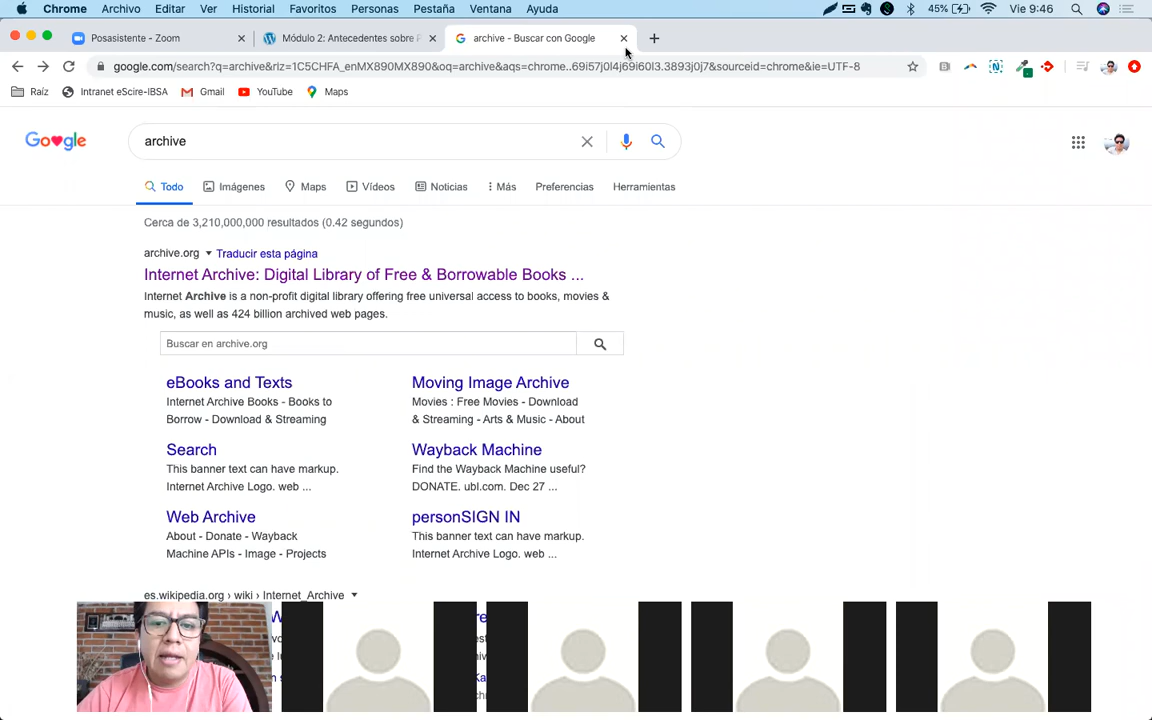 Chrome Archivo Editar Ver Historial Favoritos Personas Pestaña Ventana Ayuda 45% Vie 9:46
Posasistente - Zoom Módulo 2: Antecedentes sobre archive - Buscar con Google
google.com/search?q=archive&rlz=1C5CHFA_enMX890MX890&oq=archive&aqs=chrome..69i57j0l4j69i60l3.3893j0j7&sourceid=chrome&ie=UTF-8
Raíz Intranet eScire-IBSA Gmail YouTube Maps
Google archive
Todo Imágenes Maps Vídeos Noticias Más Preferencias Herramientas
Cerca de 3,210,000,000 resultados (0.42 segundos)
archive.org Traducir esta página
Internet Archive: Digital Library of Free & Borrowable Books ...
Internet Archive is a non-profit digital library offering free universal access to books, movies &
music, as well as 424 billion archived web pages.
Buscar en archive.org
eBooks and Texts
Internet Archive Books - Books to
Borrow - Download & Streaming
Moving Image Archive
Movies : Free Movies - Download
& Streaming - Arts & Music - About
Search
This banner text can have markup.
Internet Archive Logo. web ...
Wayback Machine
Find the Wayback Machine useful?
DONATE. ubl.com. Dec 27 ...
Web Archive
About - Donate - Wayback
Machine APIs - Image - Projects
personSIGN IN
This banner text can have markup.
Internet Archive Logo. web ...
es.wikipedia.org › wiki › Internet_Archive